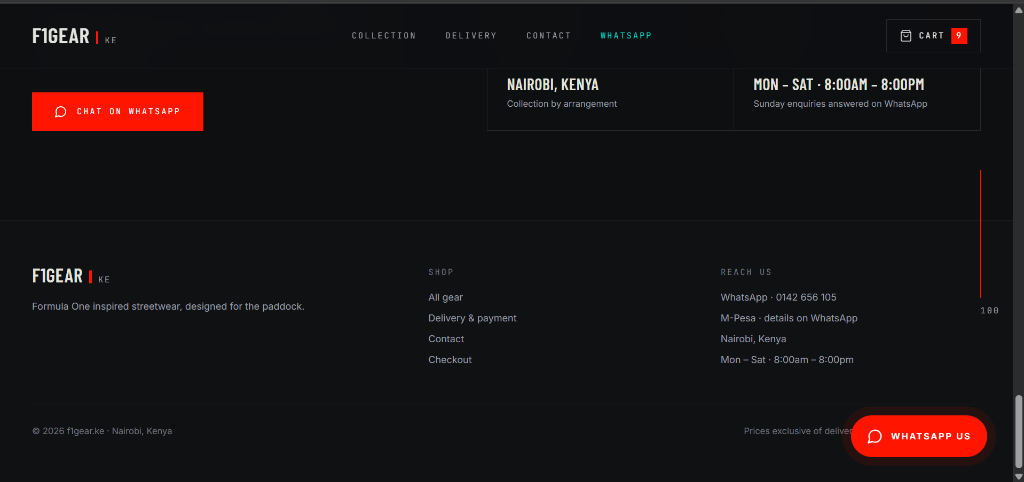 F1GEAR KE
COLLECTION DELIVERY CONTACT WHATSAPP
CART 9
CHAT ON WHATSAPP
NAIROBI, KENYA
Collection by arrangement
MON – SAT · 8:00AM – 8:00PM
Sunday enquiries answered on WhatsApp
100
F1GEAR KE
Formula One inspired streetwear, designed for the paddock.
SHOP
All gear
Delivery & payment
Contact
Checkout
REACH US
WhatsApp · 0142 656 105
M-Pesa · details on WhatsApp
Nairobi, Kenya
Mon – Sat · 8:00am – 8:00pm
© 2026 f1gear.ke · Nairobi, Kenya
Prices exclusive of
WHATSAPP US